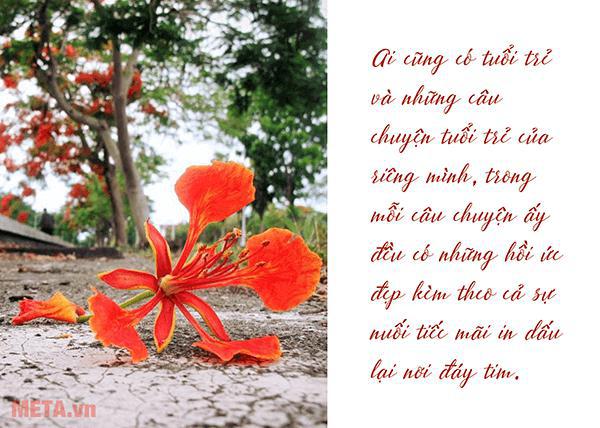 Ai cũng có tuổi trẻ
và những câu
chuyện tuổi trẻ của
riêng mình, trong
mỗi câu chuyện ấy
đều có những hồi ức
đẹp kèm theo cả sự
nuối tiếc mãi in dấu
lại nơi đáy tim.
META.vn